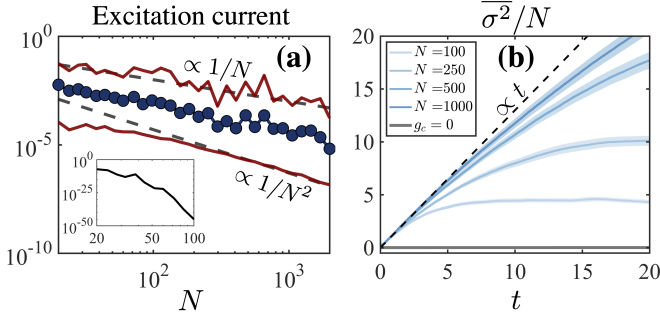 Excitation current
(a)
10^0
10^-5
10^-10
∝ 1/N
∝ 1/N^2
10^0
10^-25
10^-50
20
50
100
10^2
10^3
N
\overline{σ^2}/N
(b)
20
15
10
5
0
N =100
N =250
N =500
N =1000
g_c = 0
∝ t
0
5
10
15
20
t